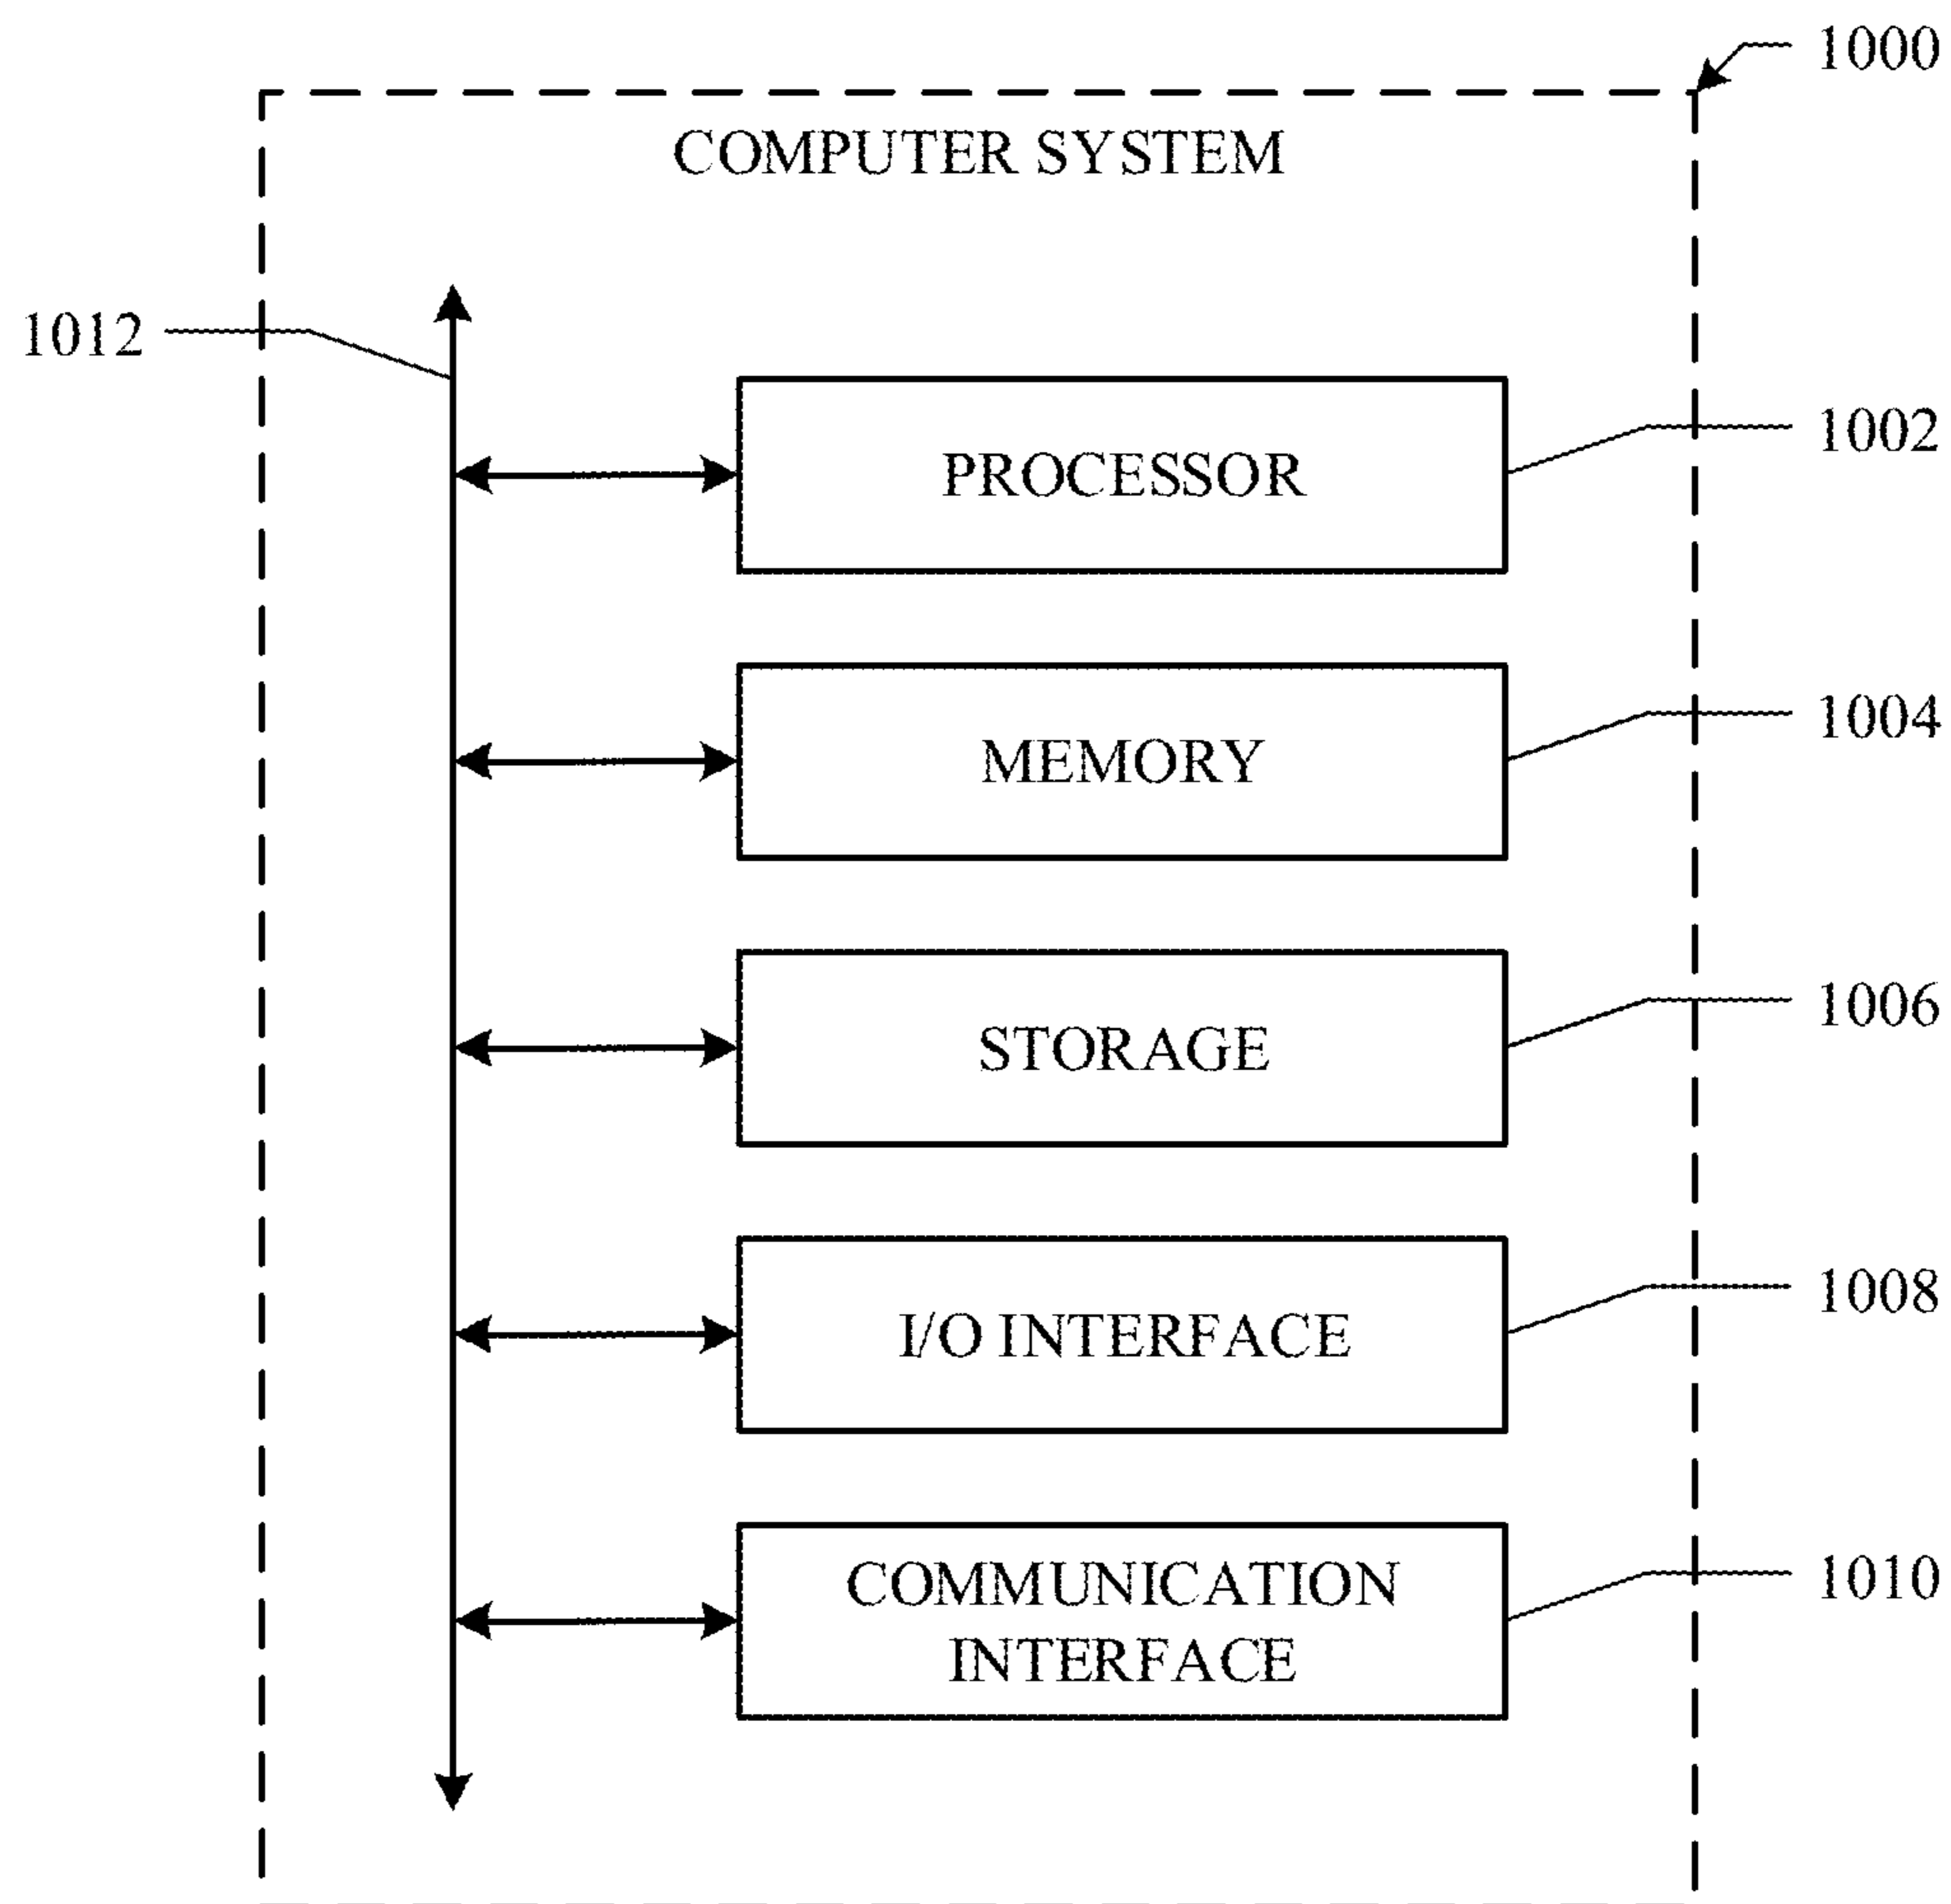 1000
COMPUTER SYSTEM
1012
PROCESSOR
1002
MEMORY
1004
STORAGE
1006
I/O INTERFACE
1008
COMMUNICATION
INTERFACE
1010